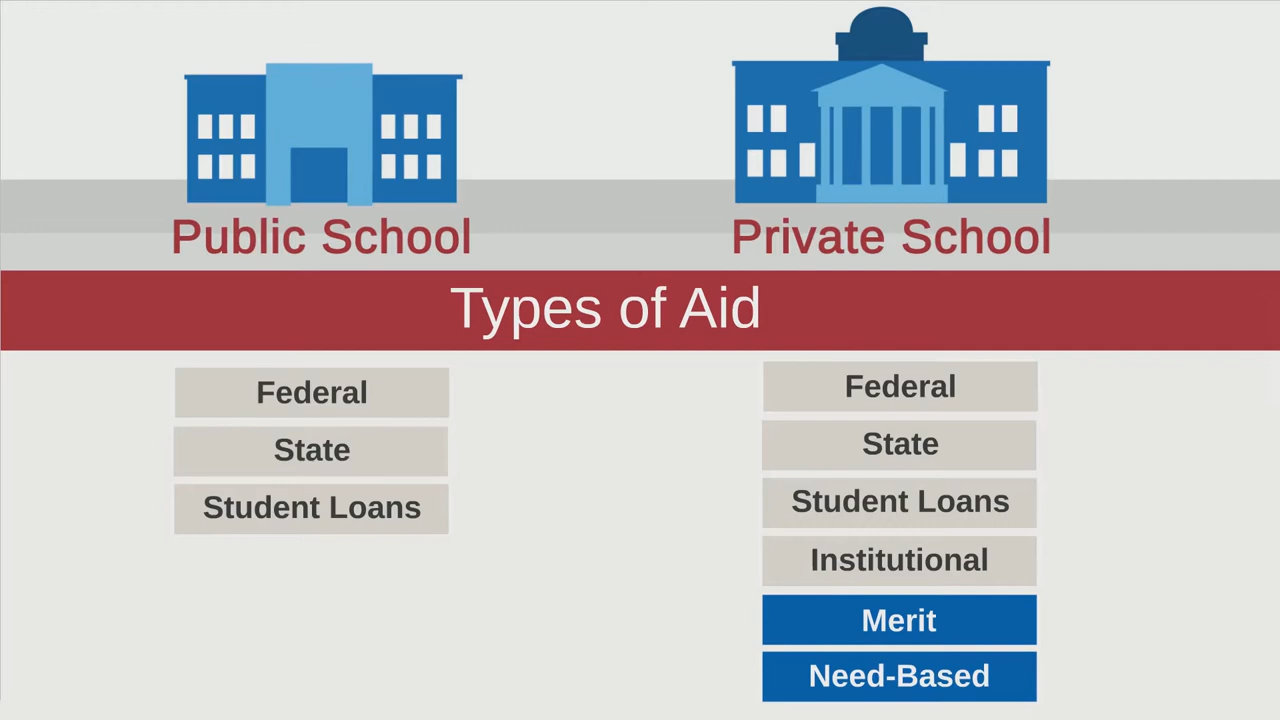 Public School
Private School
Types of Aid
Federal
State
Student Loans
Federal
State
Student Loans
Institutional
Merit
Need-Based